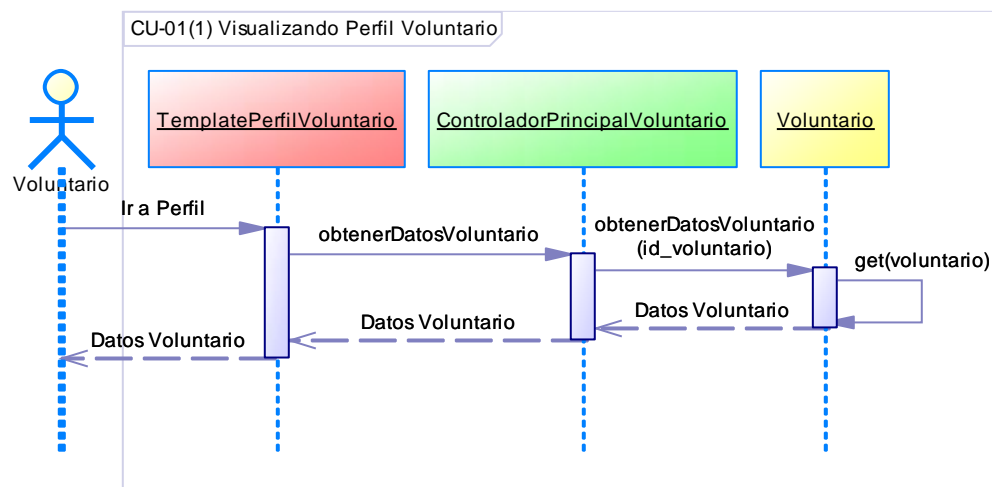 CU-01(1) Visualizando Perfil Voluntario
TemplatePerfilVoluntario
ControladorPrincipalVoluntario
Voluntario
Voluntario
Ir a Perfil
obtenerDatosVoluntario
obtenerDatosVoluntario
(id_voluntario)
get(voluntario)
Datos Voluntario
Datos Voluntario
Datos Voluntario